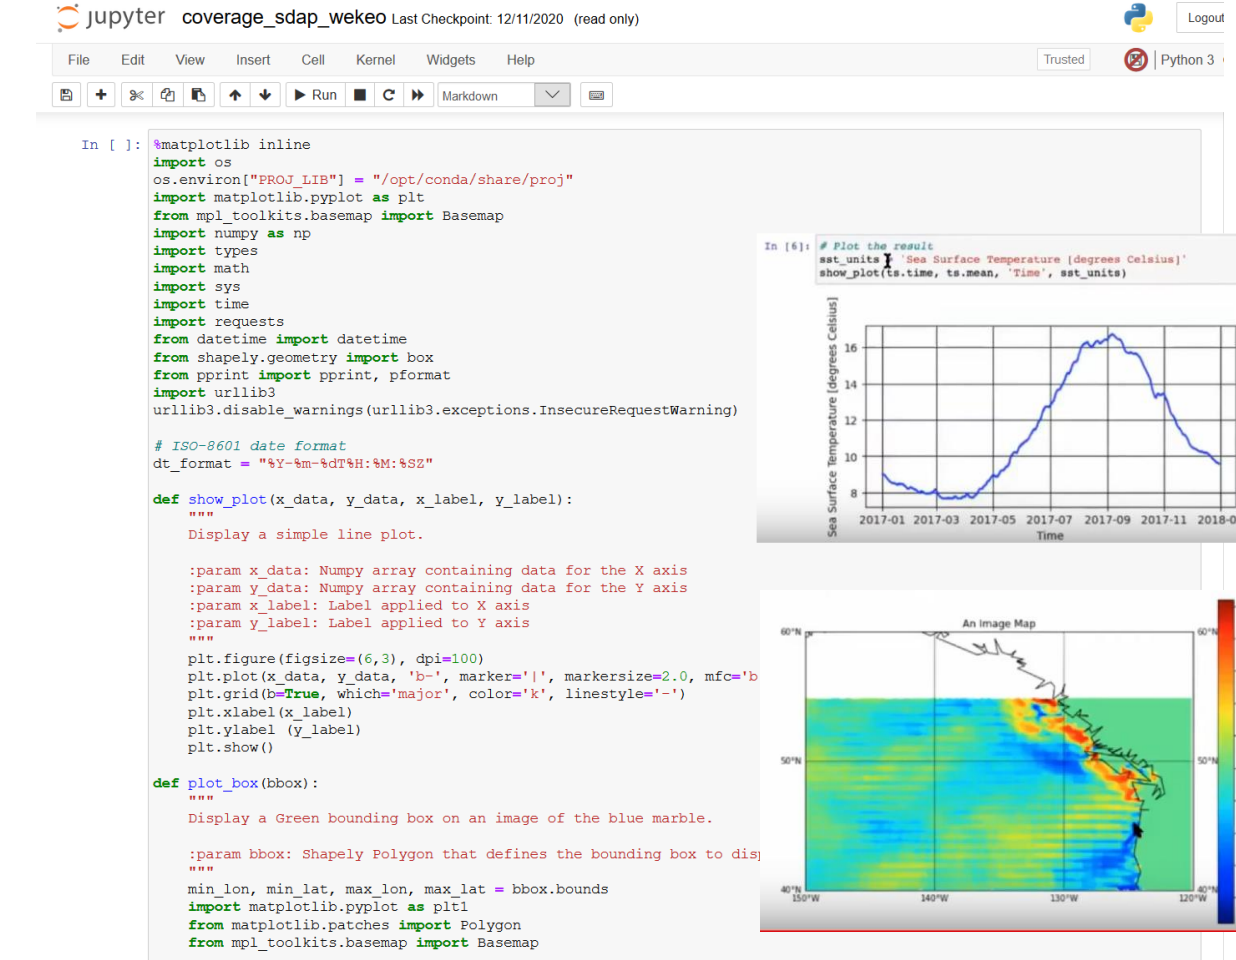 jupyter coverage_sdap_wekeo Last Checkpoint: 12/11/2020 (read only)
Logout
File Edit View Insert Cell Kernel Widgets Help
Trusted
Python 3
Run
Markdown
In [ ]:
%matplotlib inline
import os
os.environ["PROJ_LIB"] = "/opt/conda/share/proj"
import matplotlib.pyplot as plt
from mpl_toolkits.basemap import Basemap
import numpy as np
import types
import math
import sys
import time
import requests
from datetime import datetime
from shapely.geometry import box
from pprint import pprint, pformat
import urllib3
urllib3.disable_warnings(urllib3.exceptions.InsecureRequestWarning)
# ISO-8601 date format
dt_format = "%Y-%m-%dT%H:%M:%SZ"
def show_plot(x_data, y_data, x_label, y_label):
"""
Display a simple line plot.
:param x_data: Numpy array containing data for the X axis
:param y_data: Numpy array containing data for the Y axis
:param x_label: Label applied to X axis
:param y_label: Label applied to Y axis
"""
plt.figure(figsize=(6,3), dpi=100)
plt.plot(x_data, y_data, 'b-', marker='|', markersize=2.0, mfc='b
plt.grid(b=True, which='major', color='k', linestyle='-')
plt.xlabel(x_label)
plt.ylabel (y_label)
plt.show()
def plot_box(bbox):
"""
Display a Green bounding box on an image of the blue marble.
:param bbox: Shapely Polygon that defines the bounding box to disp
"""
min_lon, min_lat, max_lon, max_lat = bbox.bounds
import matplotlib.pyplot as plt1
from matplotlib.patches import Polygon
from mpl_toolkits.basemap import Basemap
In [6]:
# Plot the result
sst_units 'Sea Surface Temperature [degrees Celsius]'
show_plot(ts.time, ts.mean, 'Time', sst_units)
Sea Surface Temperature [degrees Celsius]
16
14
12
10
8
2017-01 2017-03 2017-05 2017-07 2017-09 2017-11 2018-0
Time
An Image Map
60°N 60°N
50°N 50°N
40°N 40°N
150°W 140°W 130°W 120°W